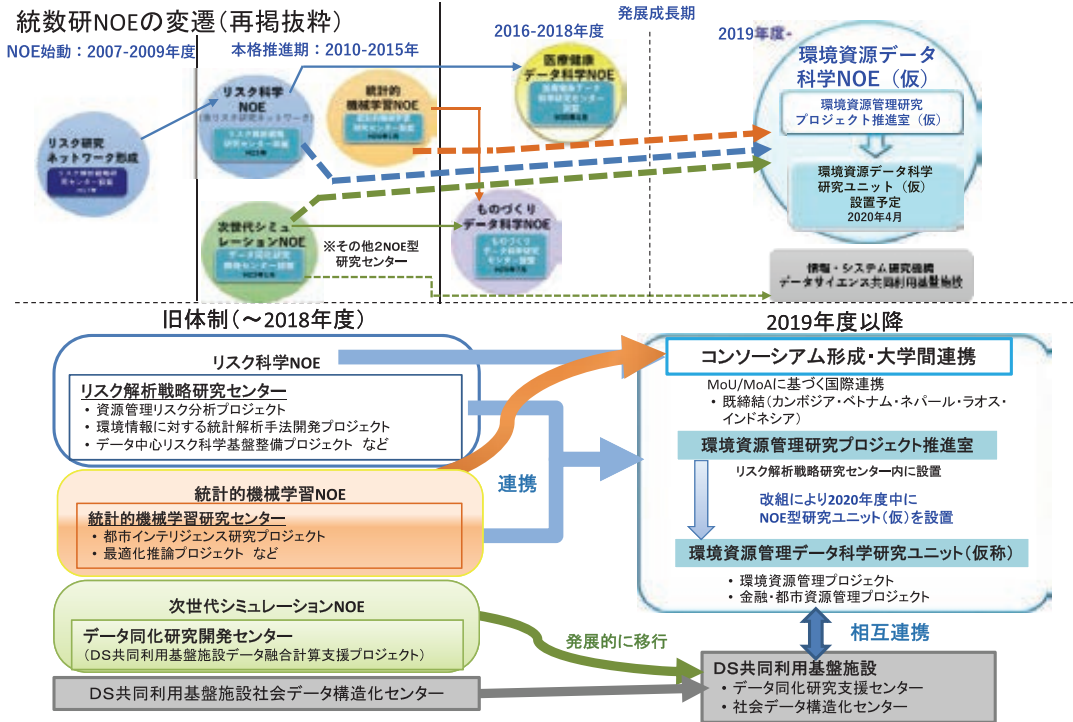 統数研NOEの変遷（再掲抜粋）
発展成長期
NOE始動：2007-2009年度
本格推進期：2010-2015年
2016-2018年度
2019年度-
リスク研究
ネットワーク形成
リスク科学
NOE
統計的
機械学習NOE
医療健康
データ科学NOE
環境資源データ
科学NOE（仮）
環境資源管理研究
プロジェクト推進室（仮）
環境資源データ科学
研究ユニット（仮）
設置予定
2020年4月
次世代シミュ
レーションNOE
※その他2NOE型
研究センター
ものづくり
データ科学NOE
情報・システム研究機構
データサイエンス共同利用基盤施設
旧体制（～2018年度）
リスク科学NOE
リスク解析戦略研究センター
・ 資源管理リスク分析プロジェクト
・ 環境情報に対する統計解析手法開発プロジェクト
・ データ中心リスク科学基盤整備プロジェクト など
統計的機械学習NOE
統計的機械学習研究センター
・ 都市インテリジェンス研究プロジェクト
・ 最適化推論プロジェクト など
次世代シミュレーションNOE
データ同化研究開発センター
（DS共同利用基盤施設データ融合計算支援プロジェクト）
DS共同利用基盤施設社会データ構造化センター
連携
発展的に移行
2019年度以降
コンソーシアム形成・大学間連携
MoU/MoAに基づく国際連携
・ 既締結（カンボジア・ベトナム・ネパール・ラオス・
インドネシア）
環境資源管理研究プロジェクト推進室
リスク解析戦略研究センター内に設置
改組により2020年度中に
NOE型研究ユニット（仮）を設置
環境資源管理データ科学研究ユニット（仮称）
・ 環境資源管理プロジェクト
・ 金融・都市資源管理プロジェクト
相互連携
DS共同利用基盤施設
・ データ同化研究支援センター
・ 社会データ構造化センター